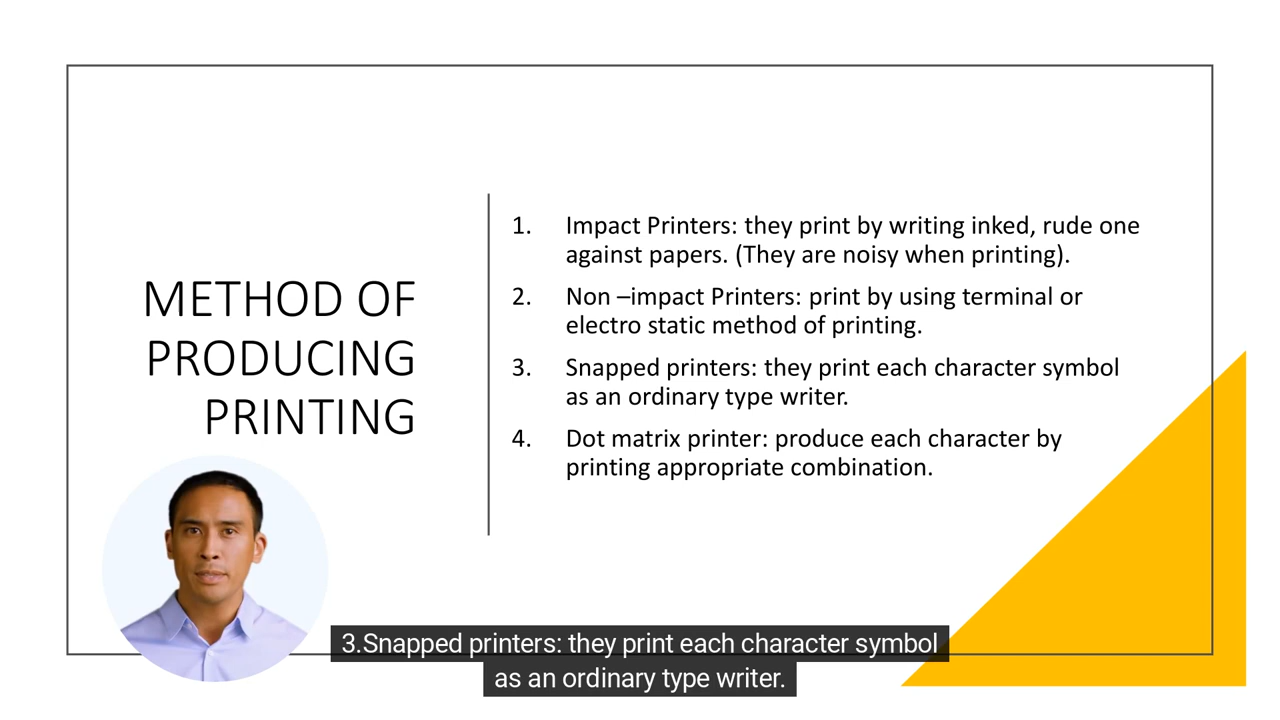 METHOD OF
PRODUCING
PRINTING
1. Impact Printers: they print by writing inked, rude one
against papers. (They are noisy when printing).
2. Non –impact Printers: print by using terminal or
electro static method of printing.
3. Snapped printers: they print each character symbol
as an ordinary type writer.
4. Dot matrix printer: produce each character by
printing appropriate combination.
3.Snapped printers: they print each character symbol
as an ordinary type writer.